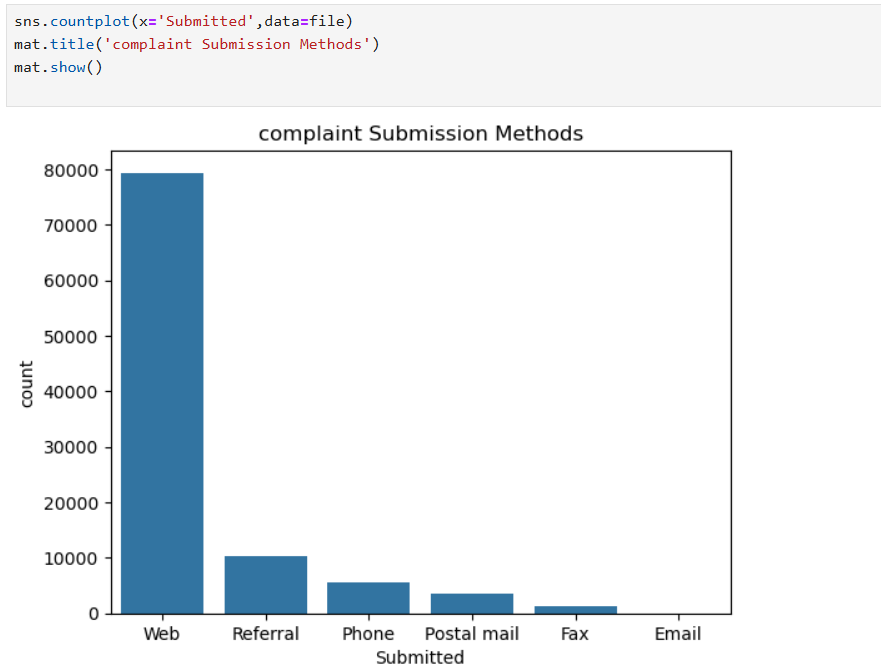 sns.countplot(x='Submitted',data=file)
mat.title('complaint Submission Methods')
mat.show()
complaint Submission Methods
80000
70000
60000
50000
40000
30000
20000
10000
0
count
Web Referral Phone Postal mail Fax Email
Submitted